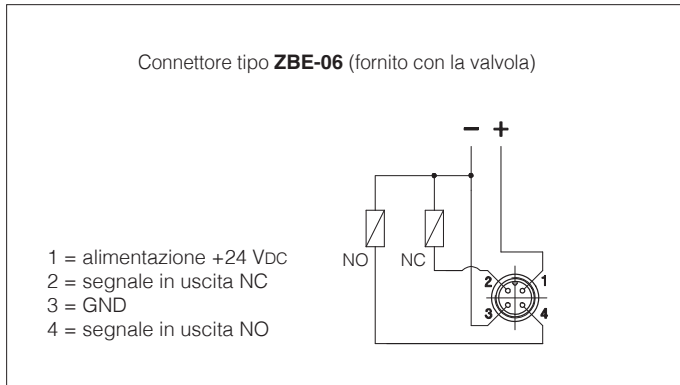 Connettore tipo ZBE-06 (fornito con la valvola)
− +
NO NC
1 = alimentazione +24 VDC
2 = segnale in uscita NC
3 = GND
4 = segnale in uscita NO
2 1
3 4